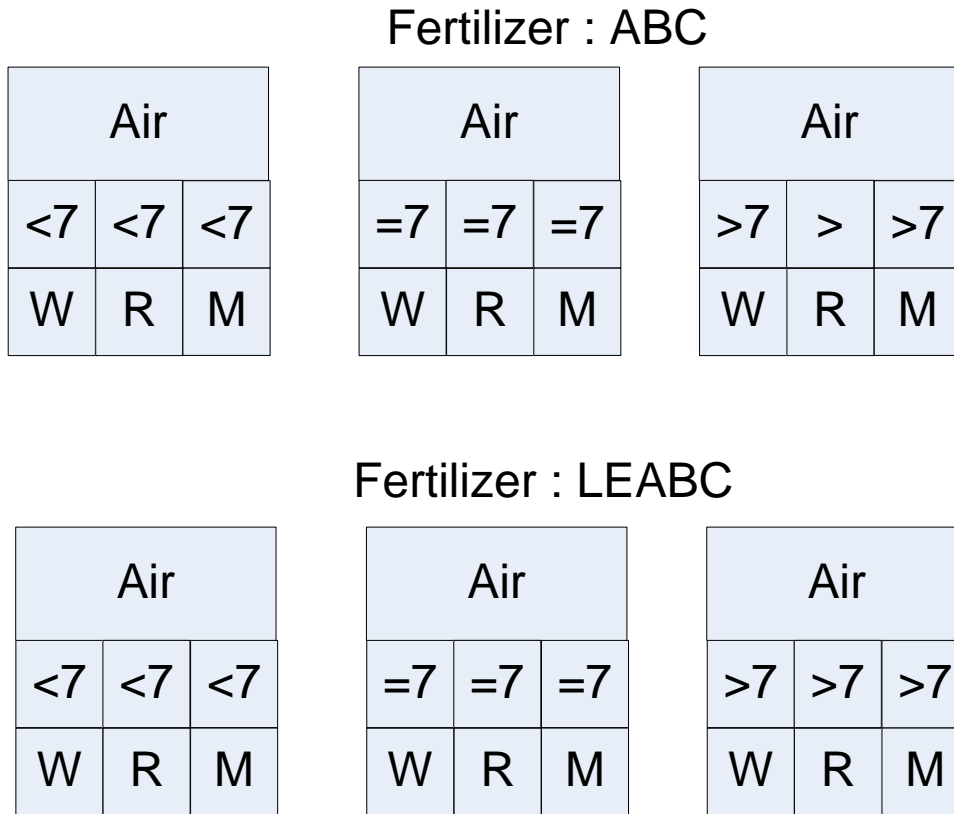 Fertilizer : ABC
Air Air Air
<7 <7 <7 =7 =7 =7 >7 > >7
W R M W R M W R M
Fertilizer : LEABC
Air Air Air
<7 <7 <7 =7 =7 =7 >7 >7 >7
W R M W R M W R M